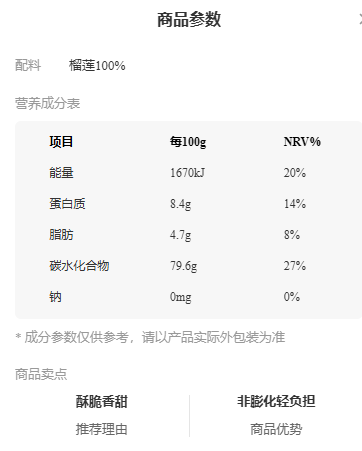 商品参数
配料 榴莲100%
营养成分表
项目 每100g NRV%
能量 1670kJ 20%
蛋白质 8.4g 14%
脂肪 4.7g 8%
碳水化合物 79.6g 27%
钠 0mg 0%
* 成分参数仅供参考，请以产品实际外包装为准
商品卖点
酥脆香甜 非膨化轻负担
推荐理由 商品优势